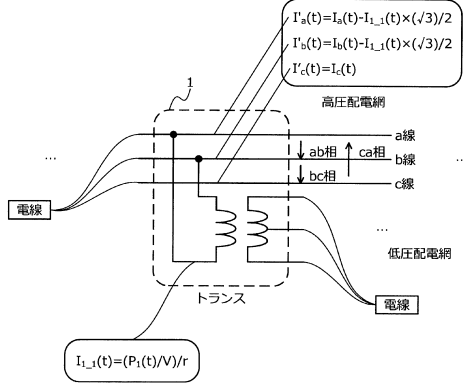 I'a(t)=Ia(t)-I1_1(t)×(√3)/2
I'b(t)=Ib(t)-I1_1(t)×(√3)/2
I'c(t)=Ic(t)
1
高圧配電網
a線
…
ab相
ca相
b線
bc相
c線
電線
…
低圧配電網
トランス
電線
I1_1(t)=(P1(t)/V)/r